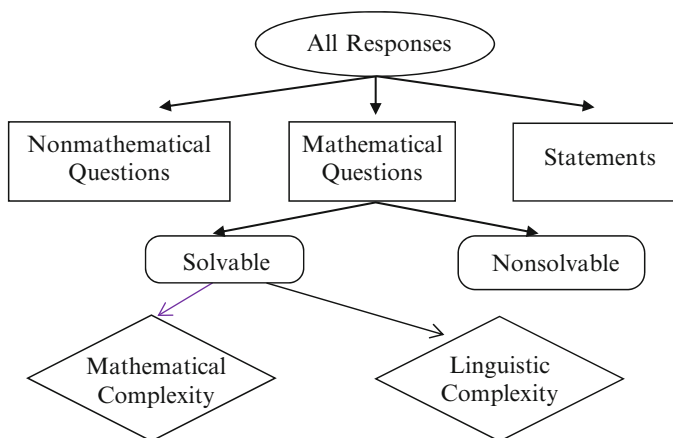 All Responses
Nonmathematical
Questions
Mathematical
Questions
Statements
Solvable
Nonsolvable
Mathematical
Complexity
Linguistic
Complexity